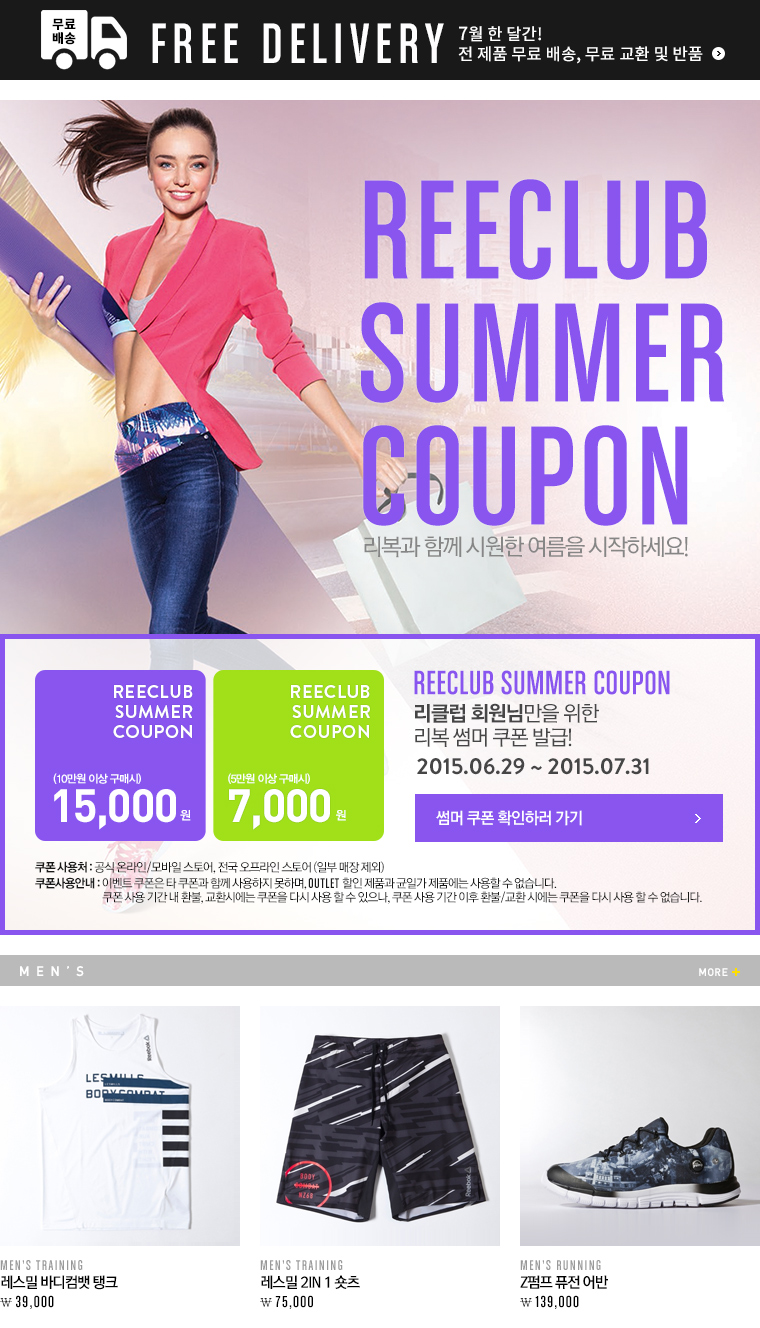 무료
배송
FREE DELIVERY
7월 한 달간!
전 제품 무료 배송, 무료 교환 및 반품
REECLUB
SUMMER
COUPON
리복과 함께 시원한 여름을 시작하세요!
REECLUB
SUMMER
COUPON
(10만원 이상 구매시)
15,000 원
REECLUB
SUMMER
COUPON
(5만원 이상 구매시)
7,000 원
REECLUB SUMMER COUPON
리클럽 회원님만을 위한
리복 썸머 쿠폰 발급!
2015.06.29 ~ 2015.07.31
썸머 쿠폰 확인하러 가기
쿠폰 사용처 : 공식 온라인/모바일 스토어, 전국 오프라인 스토어 (일부 매장 제외)
쿠폰사용안내 : 이벤트 쿠폰은 타 쿠폰과 함께 사용하지 못하며, OUTLET 할인 제품과 균일가 제품에는 사용할 수 없습니다.
쿠폰 사용 기간 내 환불, 교환시에는 쿠폰을 다시 사용 할 수 있으나, 쿠폰 사용 기간 이후 환불/교환 시에는 쿠폰을 다시 사용 할 수 없습니다.
MEN'S
MORE +
Reebok
LESMILLS
LESMILLS
BODYCOMBAT
BODYCOMBAT
BODY
COMBAT
NZ68
Reebok
MEN'S TRAINING
레스밀 바디컴뱃 탱크
₩ 39,000
MEN'S TRAINING
레스밀 2IN 1 숏츠
₩ 75,000
MEN'S RUNNING
Z펌프 퓨전 어반
₩ 139,000